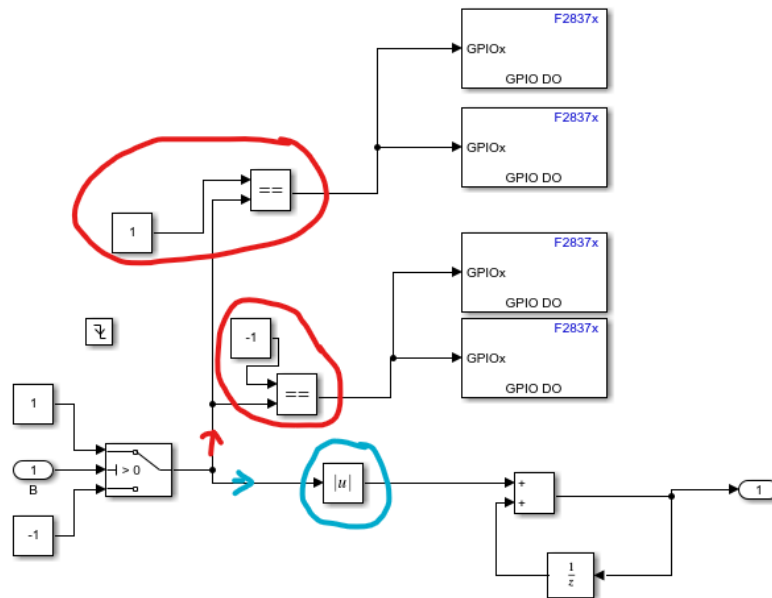 F2837x
GPIOx
GPIO DO
F2837x
GPIOx
GPIO DO
==
1
F2837x
GPIOx
GPIO DO
-1
F2837x
GPIOx
GPIO DO
==
1
> 0
1
B
-1
|u|
+
+
1
1
z